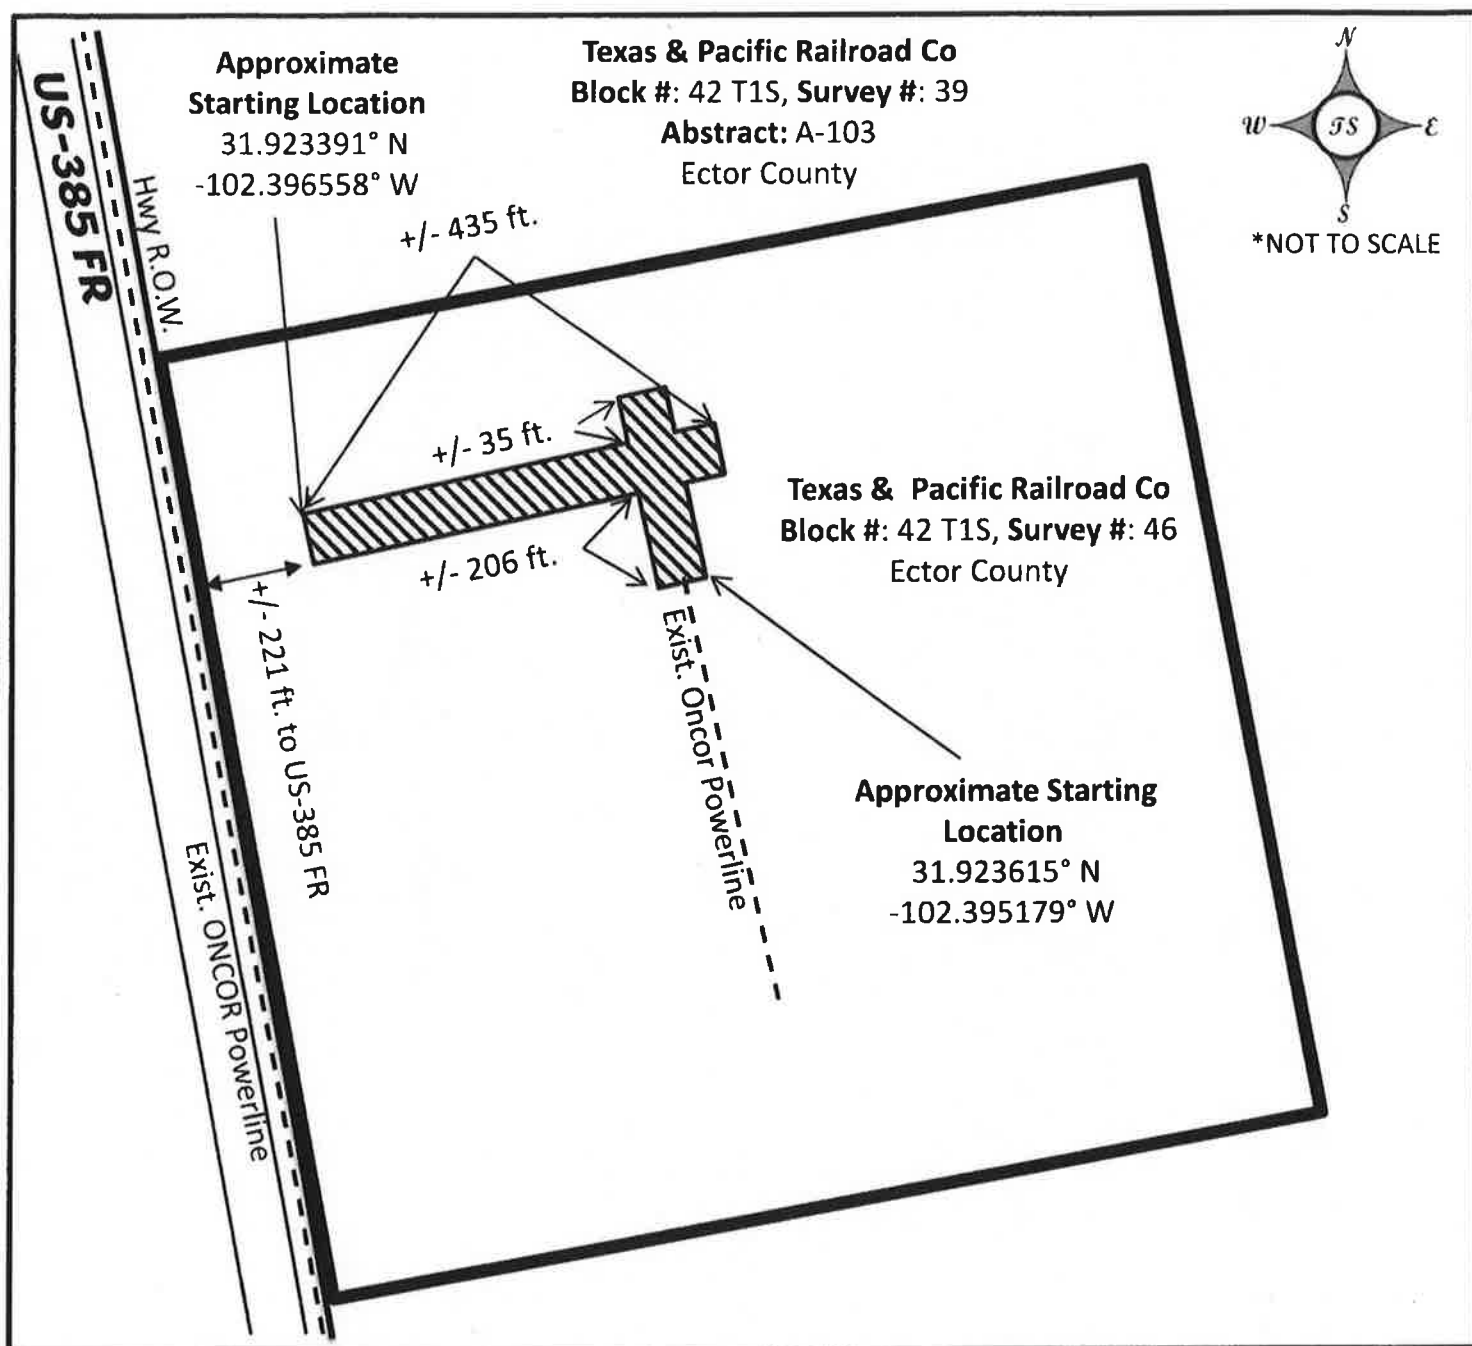 Approximate
Starting Location
31.923391° N
-102.396558° W
Texas & Pacific Railroad Co
Block #: 42 T1S, Survey #: 39
Abstract: A-103
Ector County
N
W
TS
E
S
*NOT TO SCALE
US-385 FR
Hwy R.O.W.
+/- 435 ft.
+/- 35 ft.
Texas & Pacific Railroad Co
Block #: 42 T1S, Survey #: 46
Ector County
+/- 206 ft.
+/- 221 ft. to US-385 FR
Exist. Oncor Powerline
Approximate Starting
Location
31.923615° N
-102.395179° W
Exist. ONCOR Powerline